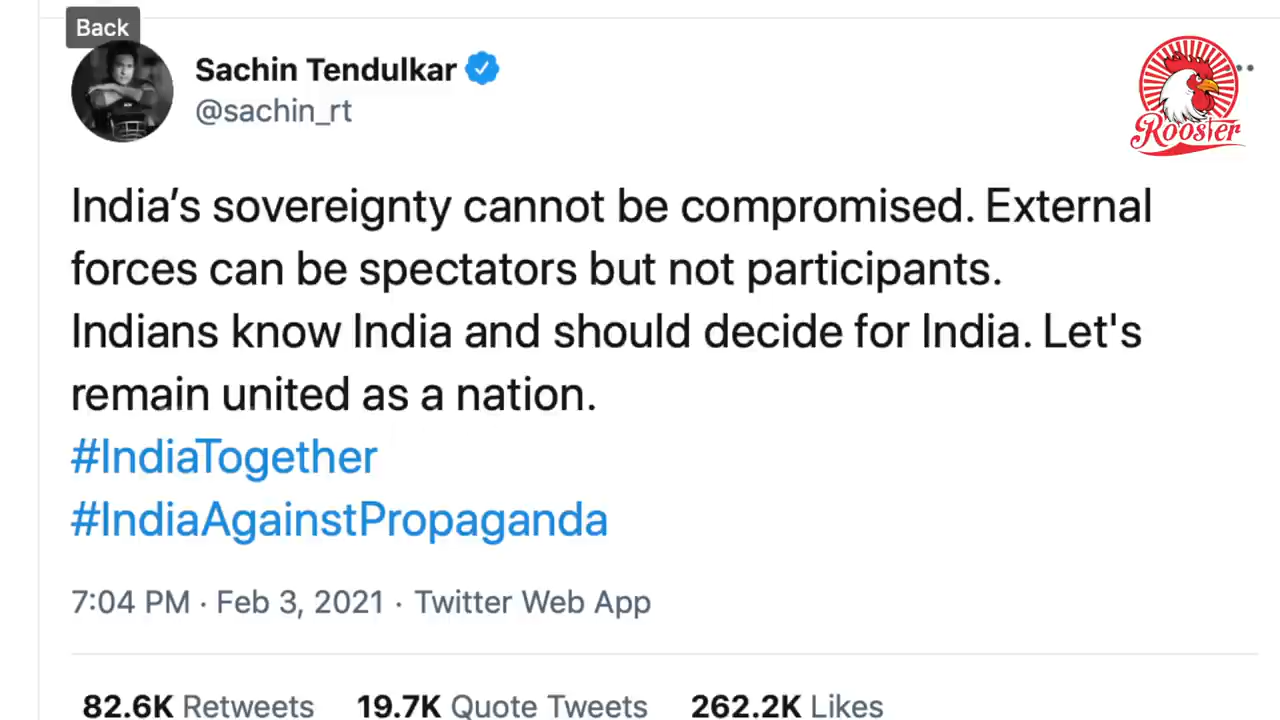 Back
Sachin Tendulkar
@sachin_rt
Rooster
India’s sovereignty cannot be compromised. External
forces can be spectators but not participants.
Indians know India and should decide for India. Let's
remain united as a nation.
#IndiaTogether
#IndiaAgainstPropaganda
7:04 PM · Feb 3, 2021 · Twitter Web App
82.6K Retweets 19.7K Quote Tweets 262.2K Likes